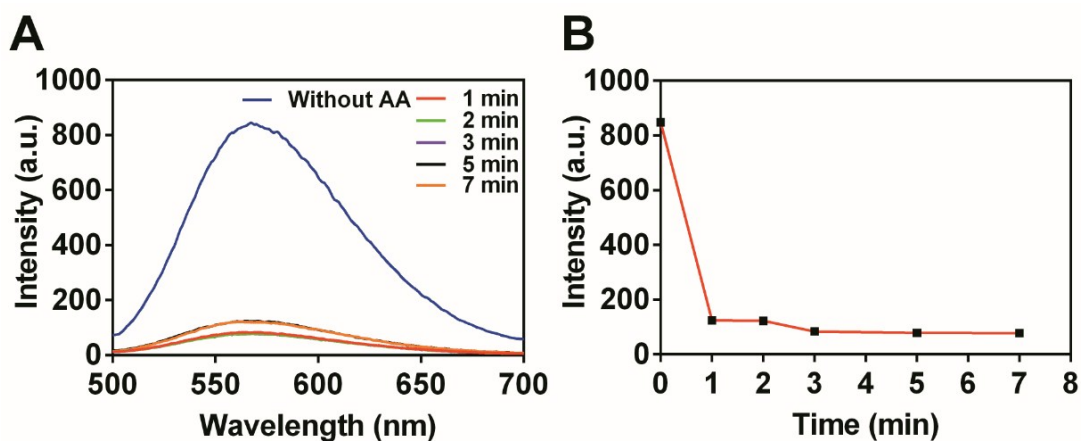 A
Intensity (a.u.)
1000
800
600
400
200
0
500
550
600
650
700
Wavelength (nm)
Without AA
1 min
2 min
3 min
5 min
7 min
B
Intensity (a.u.)
1000
800
600
400
200
0
0
1
2
3
4
5
6
7
8
Time (min)